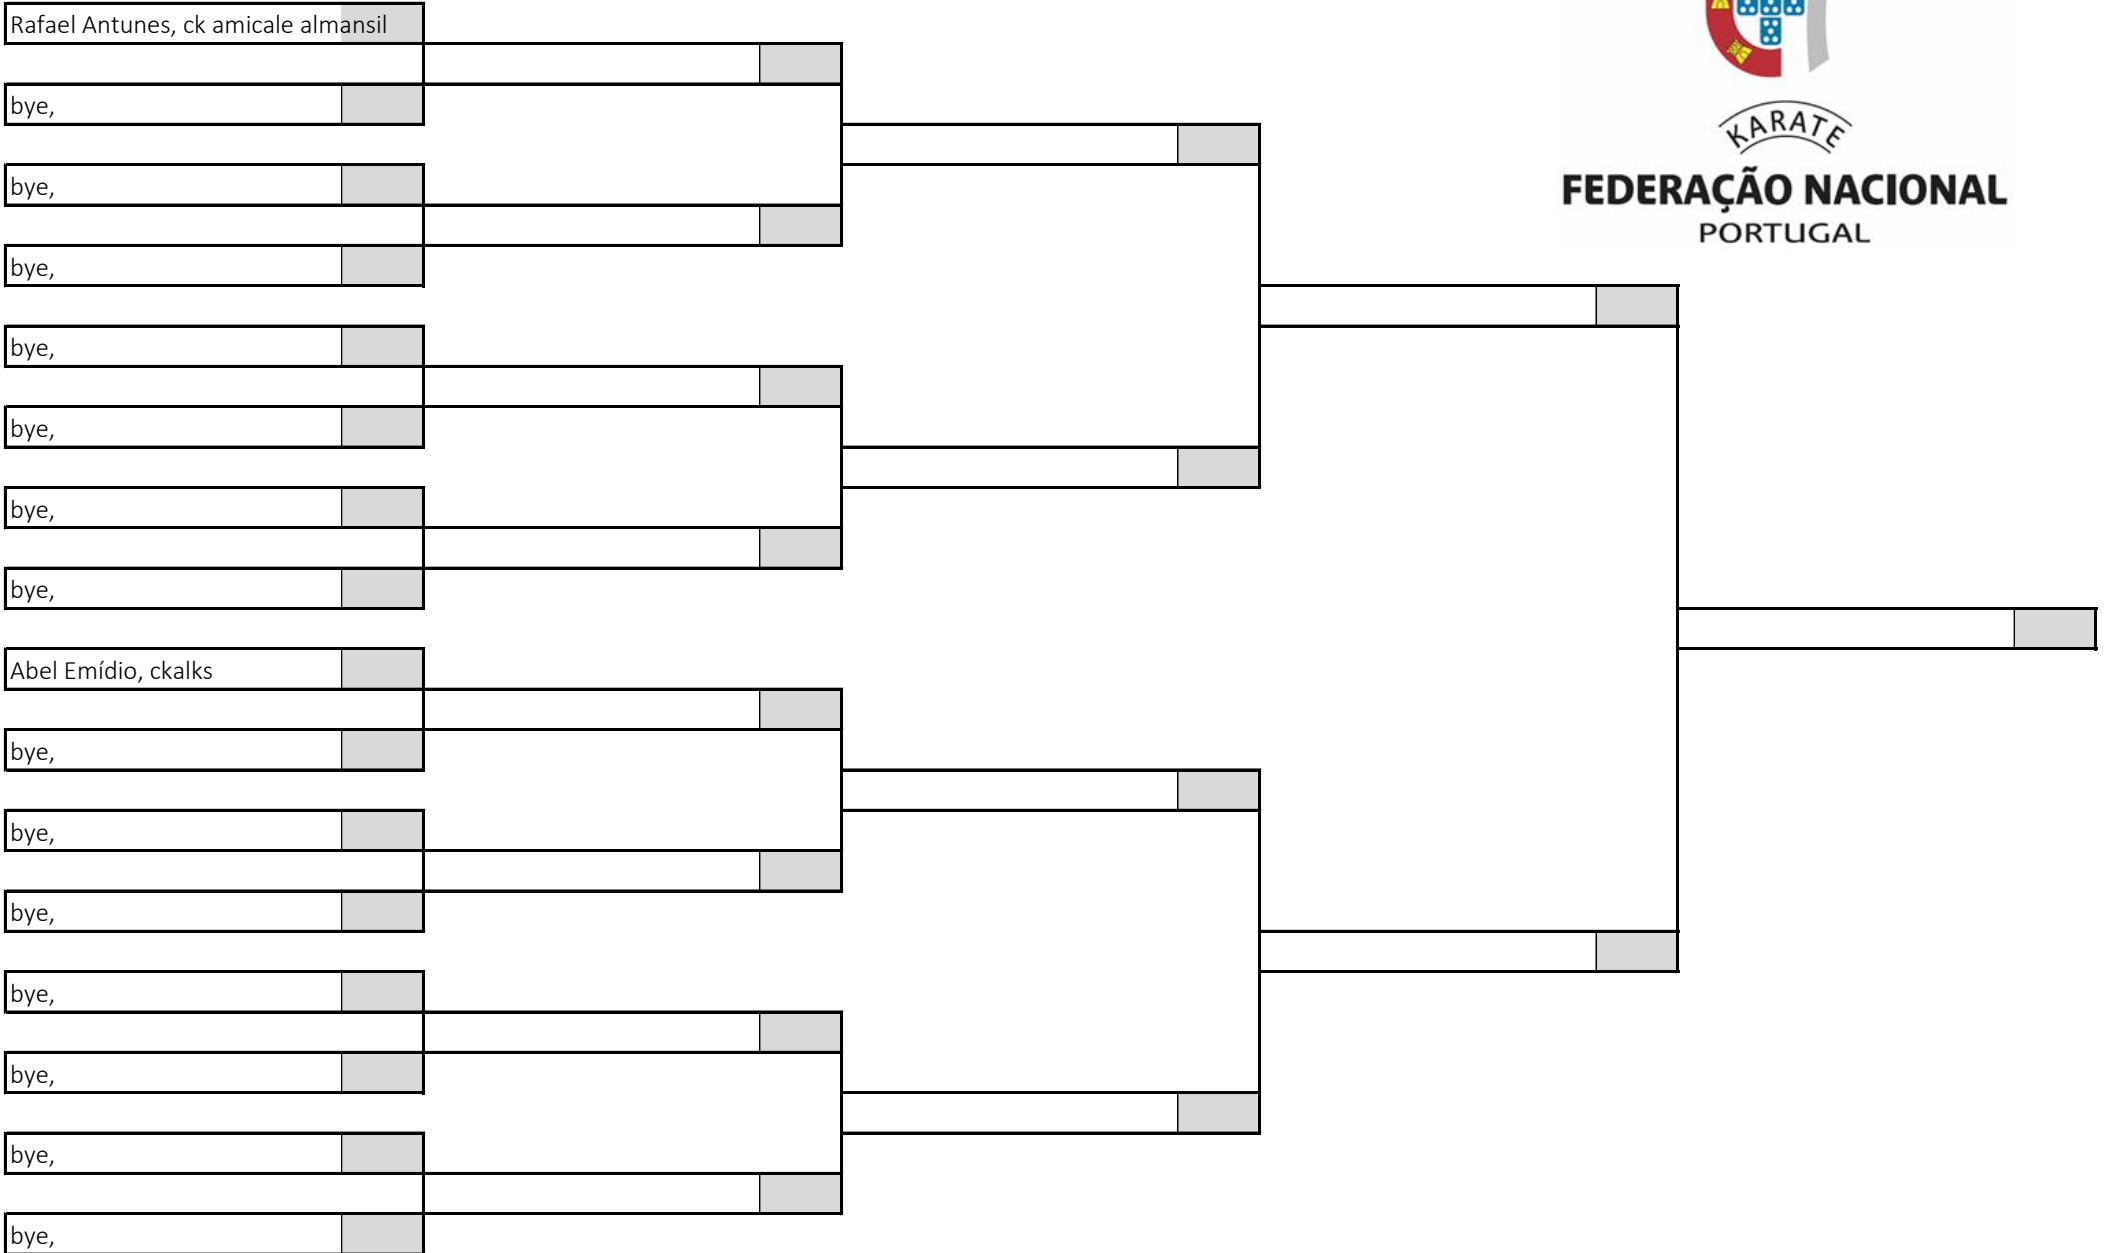 Rafael Antunes, ck amicale almansil
bye,
bye,
bye,
bye,
bye,
bye,
bye,
Abel Emídio, ckalks
bye,
bye,
bye,
bye,
bye,
bye,
bye,
KARATE
FEDERAÇÃO NACIONAL
PORTUGAL